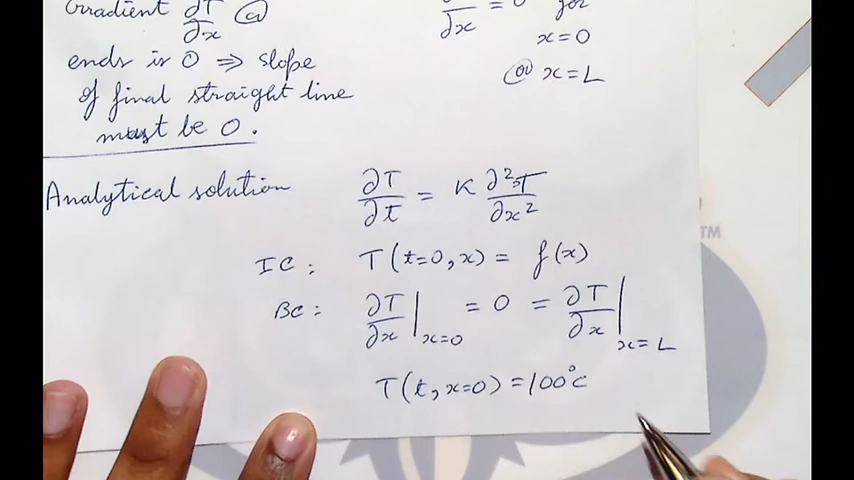 Gradient ∂T/∂x @
ends is 0 ⇒ slope
of final straight line
must be 0.
∂x = 0 for
x=0
@ x=L
Analytical solution ∂T/∂t = K ∂²T/∂x²
IC: T(t=0,x) = f(x)
BC: ∂T/∂x|x=0 = 0 = ∂T/∂x|x=L
T(t,x=0) = 100°C
TM